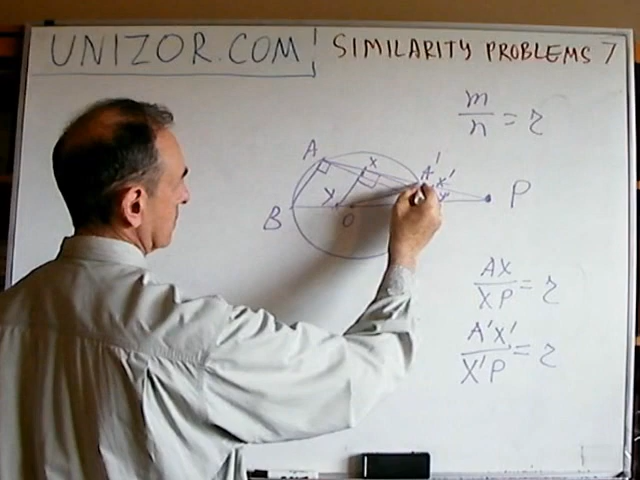 UNIZOR.COM
SIMILARITY PROBLEMS 7
m
n = r
A
X
A'
X'
P
B
Y
O
AX
XP = r
A'X'
X'P = r